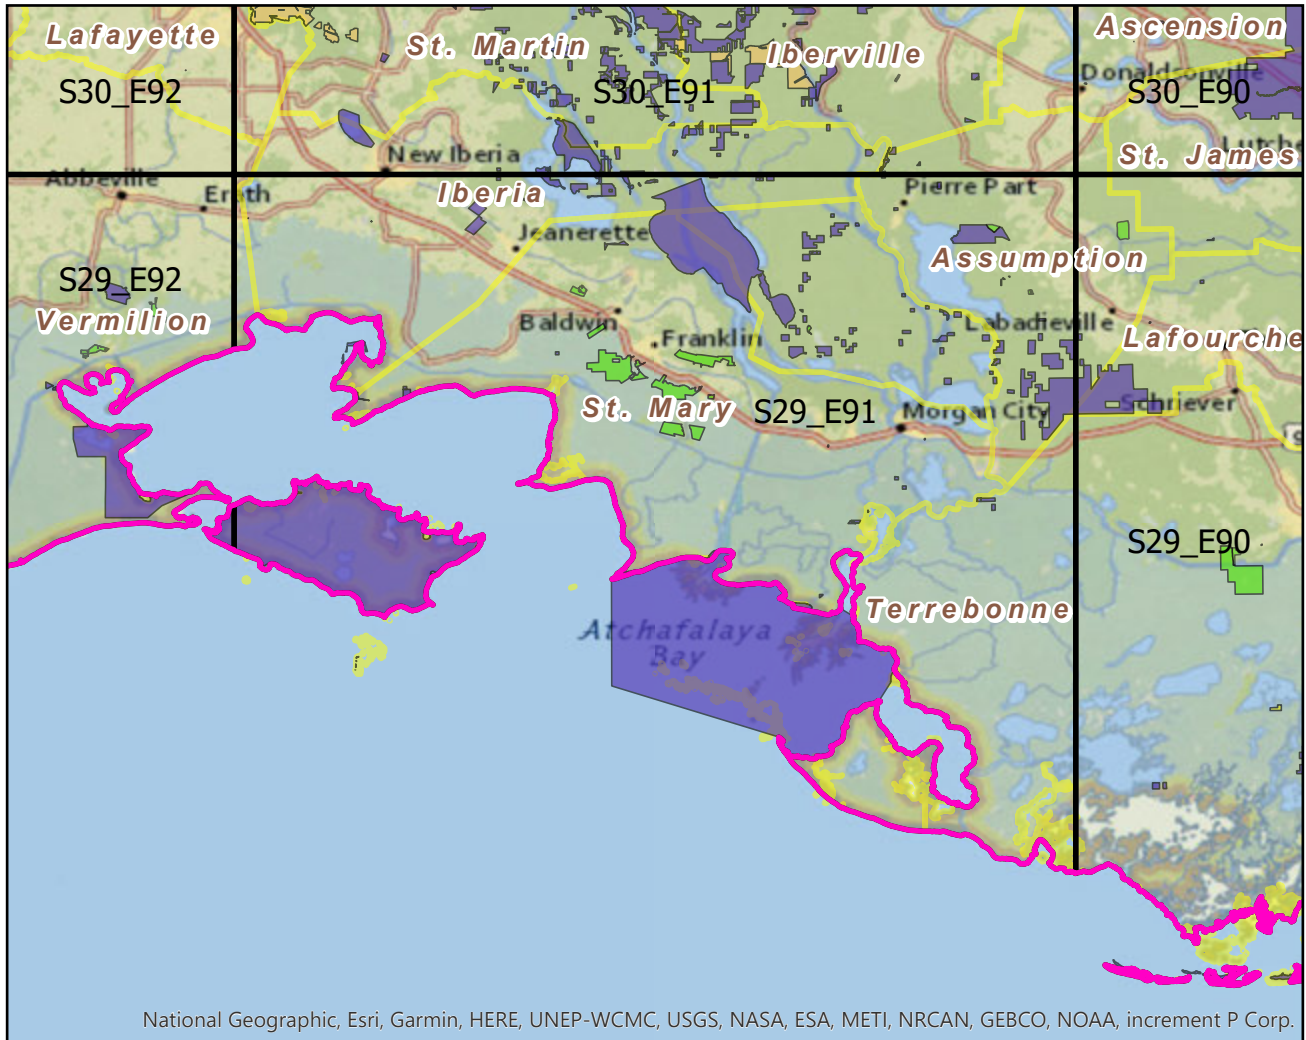 Lafayette
St. Martin
Iberville
Ascension
S30_E92
S30_E91
Donaldsonville
S30_E90
New Iberia
St. James
Abbeville
Erath
Iberia
Pierre Part
Jeanerette
S29_E92
Assumption
Vermilion
Baldwin
Franklin
Labadieville
Lafourche
St. Mary
S29_E91
Morgan City
Schriever
S29_E90
Terrebonne
Atchafalaya
Bay
National Geographic, Esri, Garmin, HERE, UNEP-WCMC, USGS, NASA, ESA, METI, NRCAN, GEBCO, NOAA, increment P Corp.